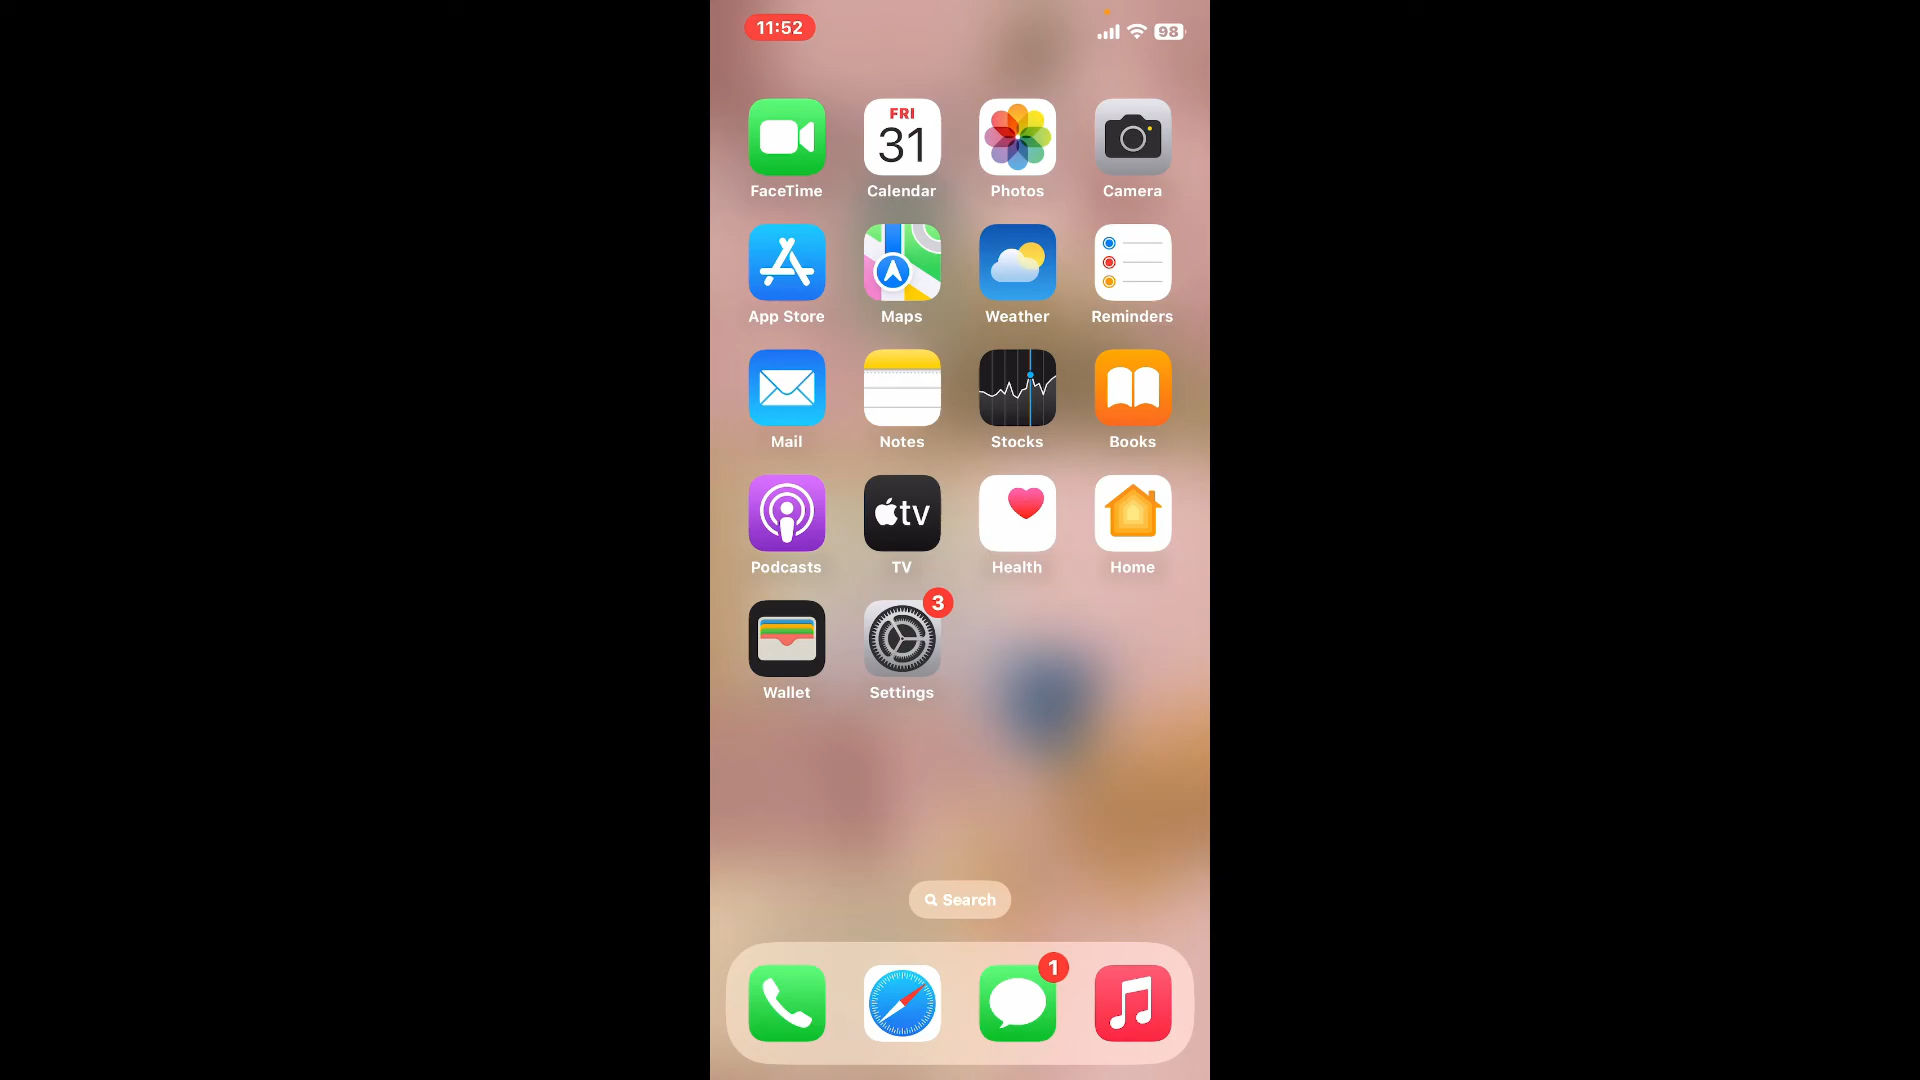 11:52
98
FRI
31
FaceTime
Calendar
Photos
Camera
App Store
Maps
Weather
Reminders
Mail
Notes
Stocks
Books
tv
Podcasts
TV
Health
Home
3
Wallet
Settings
Search
1